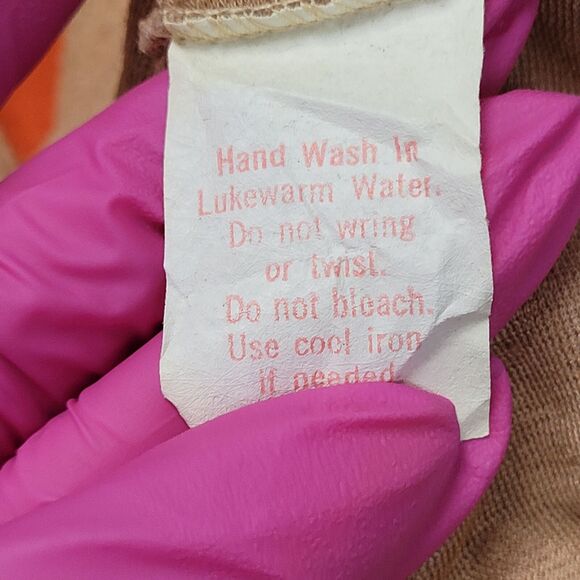 Hand Wash In
Lukewarm Water.
Do not wring
or twist.
Do not bleach.
Use cool iron
if needed